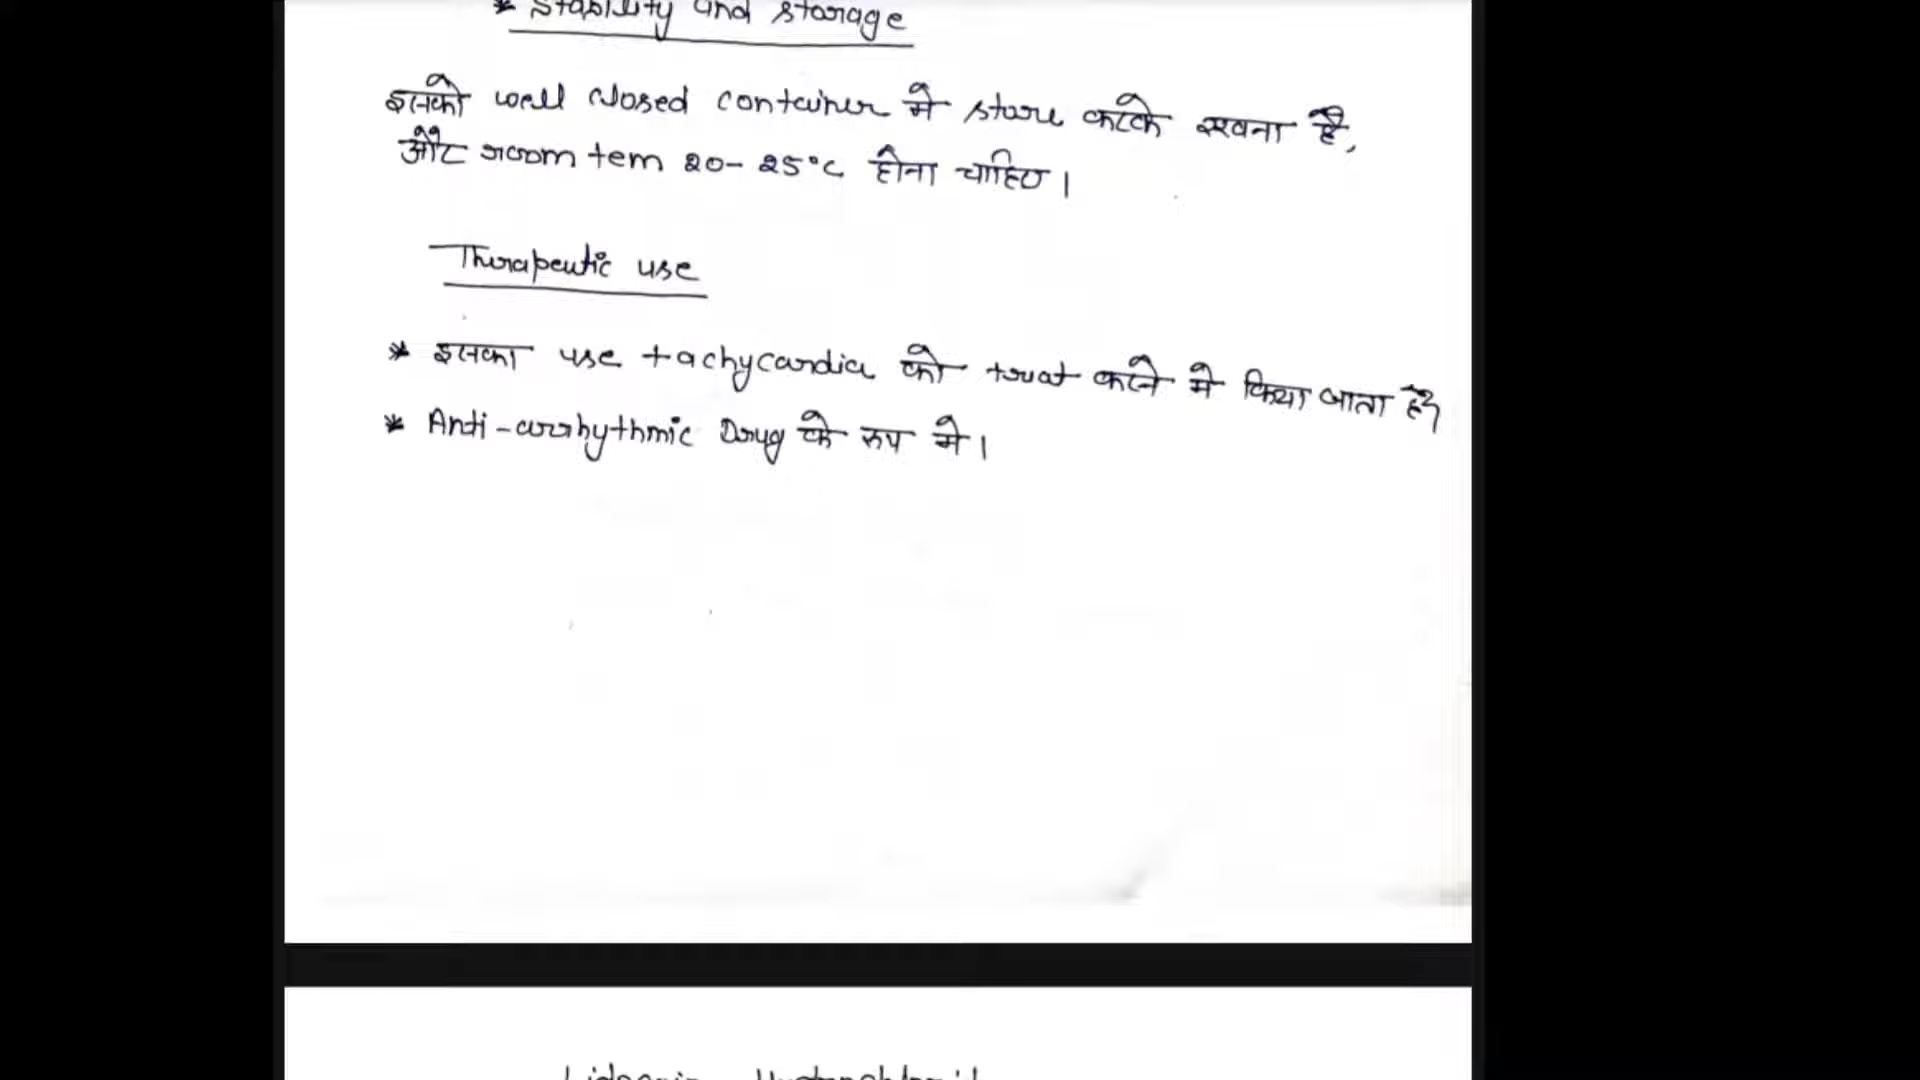 * Stability and storage
इसको well closed container मे store करके रखना है,
और room tem 20-25°C होना चाहिए।
Therapeutic use
* इसका use tachycardia को treat करने मे किया जाता है
* Anti-arrhythmic Drug के रूप मे।